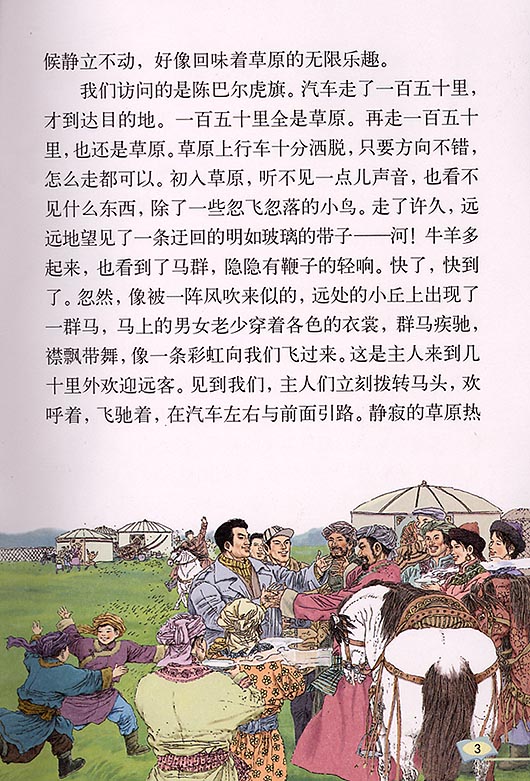 候静立不动，好像回味着草原的无限乐趣。
我们访问的是陈巴尔虎旗。汽车走了一百五十里，
才到达目的地。一百五十里全是草原。再走一百五十
里，也还是草原。草原上行车十分洒脱，只要方向不错，
怎么走都可以。初入草原，听不见一点儿声音，也看不
见什么东西，除了一些忽飞忽落的小鸟。走了许久，远
远地望见了一条迂回的明如玻璃的带子——河！牛羊多
起来，也看到了马群，隐隐有鞭子的轻响。快了，快到
了。忽然，像被一阵风吹来似的，远处的小丘上出现了
一群马，马上的男女老少穿着各色的衣裳，群马疾驰，
襟飘带舞，像一条彩虹向我们飞过来。这是主人来到几
十里外欢迎远客。见到我们，主人们立刻拨转马头，欢
呼着，飞驰着，在汽车左右与前面引路。静寂的草原热
3